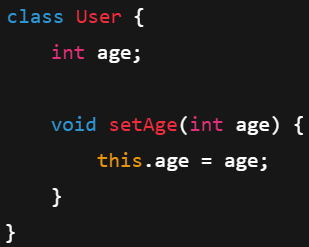 class User {
    int age;

    void setAge(int age) {
        this.age = age;
    }
}